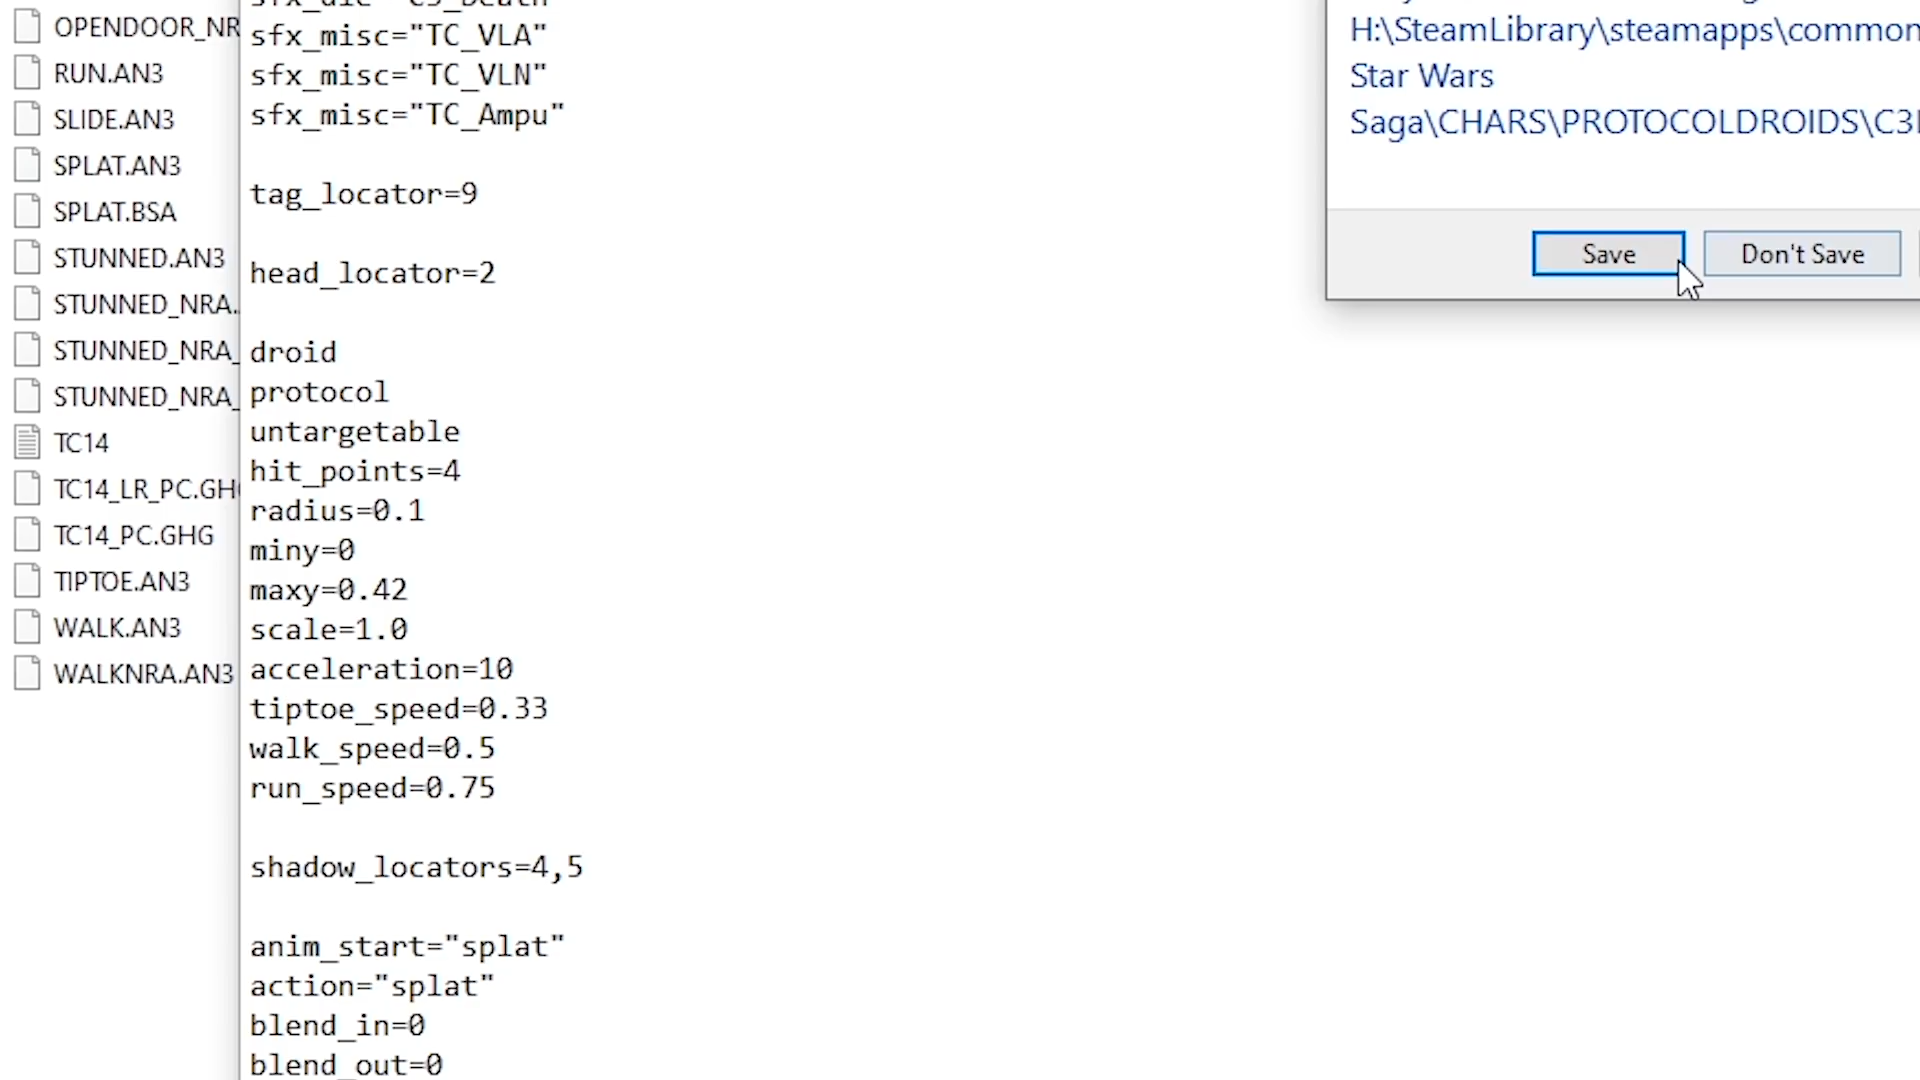 OPENDOOR_NR
RUN.AN3
SLIDE.AN3
SPLAT.AN3
SPLAT.BSA
STUNNED.AN3
STUNNED_NRA.
STUNNED_NRA_
STUNNED_NRA_
TC14
TC14_LR_PC.GH
TC14_PC.GHG
TIPTOE.AN3
WALK.AN3
WALKNRA.AN3
sfx_misc="TC_VLA"
sfx_misc="TC_VLN"
sfx_misc="TC_Ampu"
tag_locator=9
head_locator=2
droid
protocol
untargetable
hit_points=4
radius=0.1
miny=0
maxy=0.42
scale=1.0
acceleration=10
tiptoe_speed=0.33
walk_speed=0.5
run_speed=0.75
shadow_locators=4,5
anim_start="splat"
action="splat"
blend_in=0
blend_out=0
H:\SteamLibrary\steamapps\common
Star Wars
Saga\CHARS\PROTOCOLDROIDS\C3
Save
Don't Save